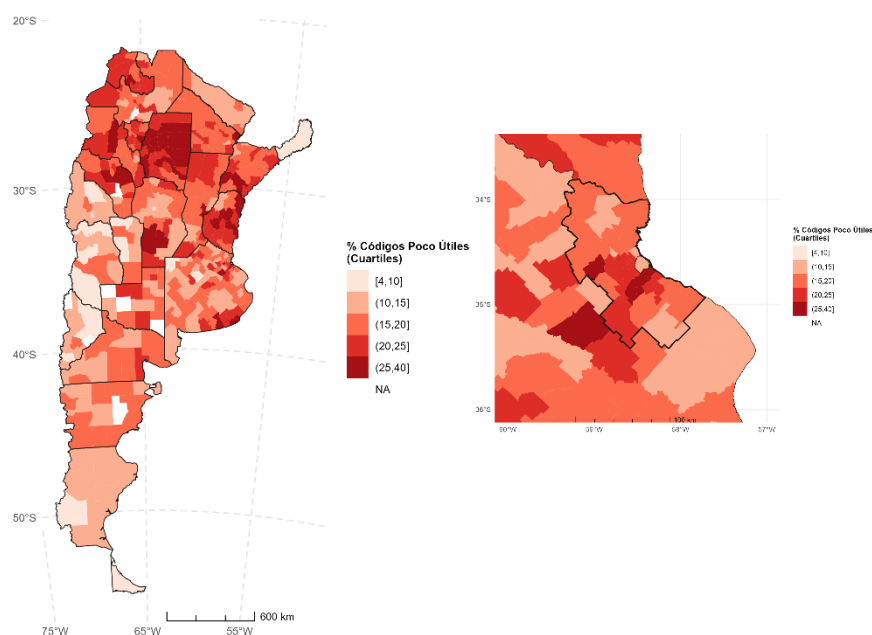 20°S
30°S
40°S
50°S
75°W
65°W
55°W
600 km
% Códigos Poco Útiles
(Cuartiles)
[4,10]
(10,15]
(15,20]
(20,25]
(25,40]
NA
34°S
35°S
36°S
60°W
59°W
58°W
57°W
100 km
% Códigos Poco Útiles
(Cuartiles)
[4,10]
(10,15]
(15,20]
(20,25]
(25,40]
NA